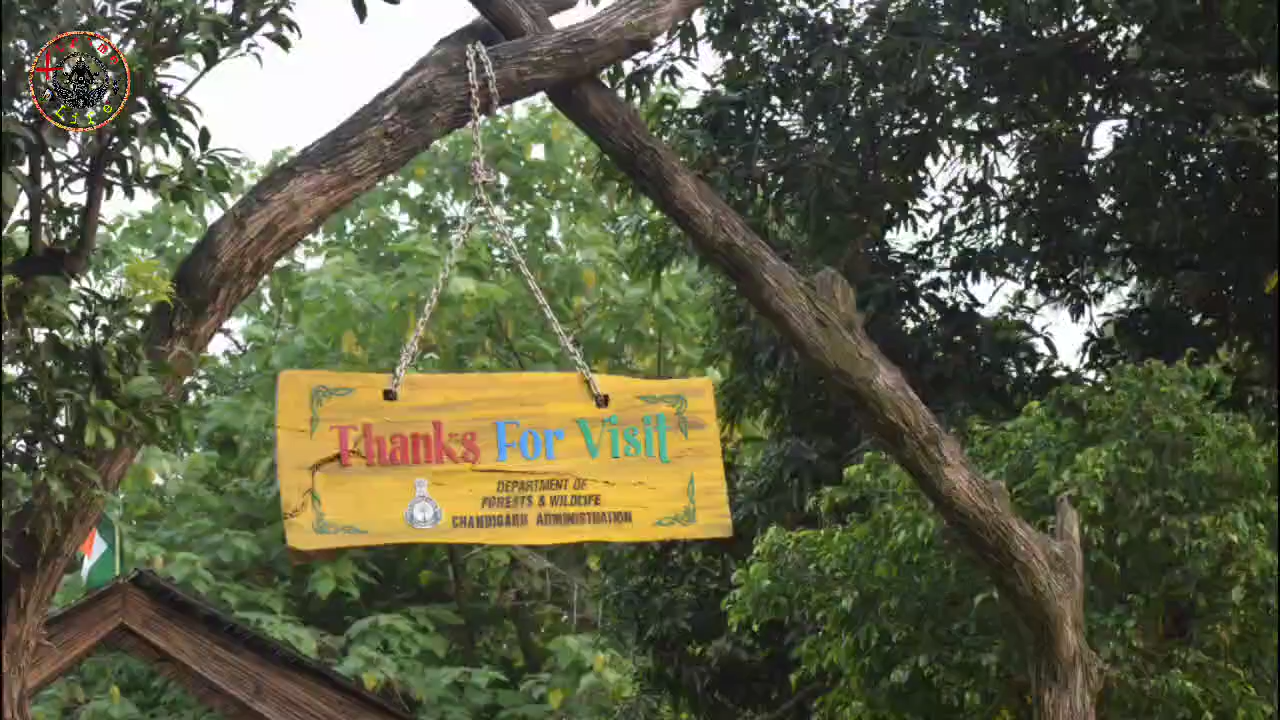 Thanks For Visit
DEPARTMENT OF
FORESTS & WILDLIFE
CHANDIGARH ADMINISTRATION